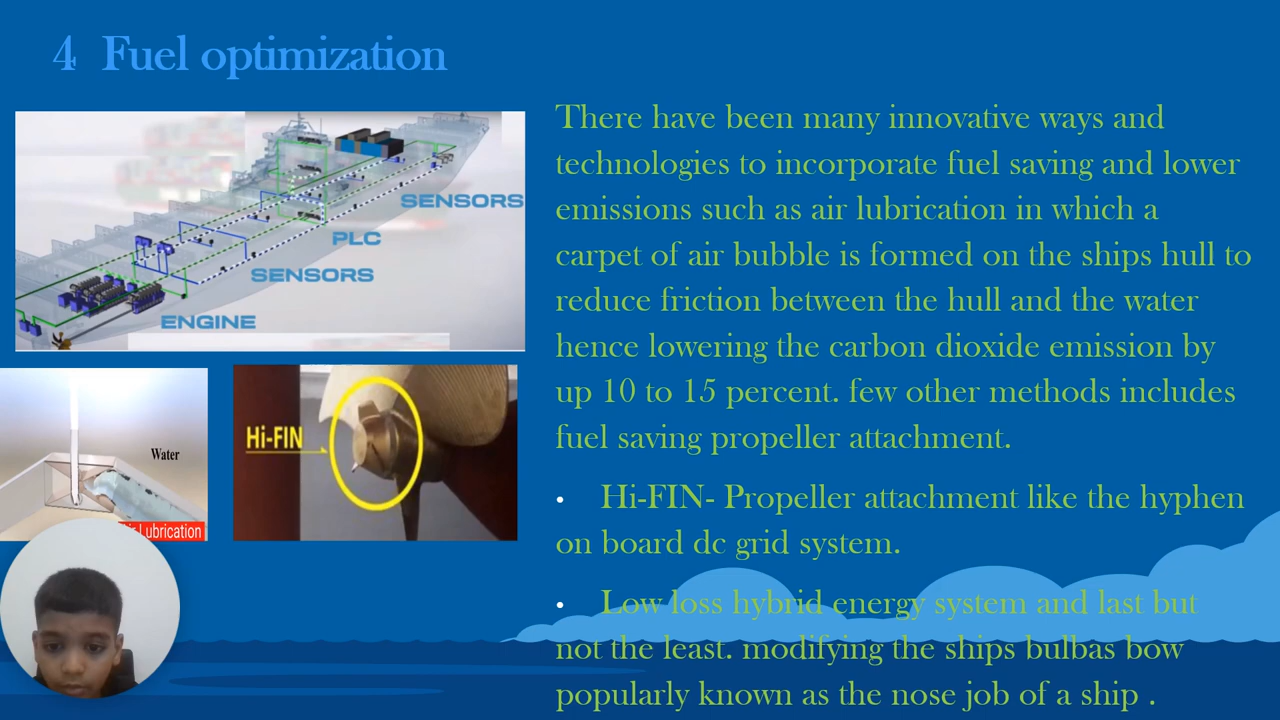 4 Fuel optimization
SENSORS
PLC
SENSORS
ENGINE
Water
Lubrication
Hi-FIN
There have been many innovative ways and
technologies to incorporate fuel saving and lower
emissions such as air lubrication in which a
carpet of air bubble is formed on the ships hull to
reduce friction between the hull and the water
hence lowering the carbon dioxide emission by
up 10 to 15 percent. few other methods includes
fuel saving propeller attachment.
• Hi-FIN- Propeller attachment like the hyphen
on board dc grid system.
• Low loss hybrid energy system and last but
not the least. modifying the ships bulbas bow
popularly known as the nose job of a ship .